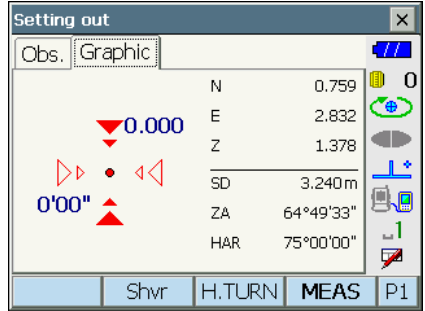 Setting out
Obs. Graphic
0
N 0.759
E 2.832
0.000
Z 1.378
SD 3.240m
0'00"
ZA 64°49'33"
HAR 75°00'00"
1
Shvr H.TURN MEAS P1